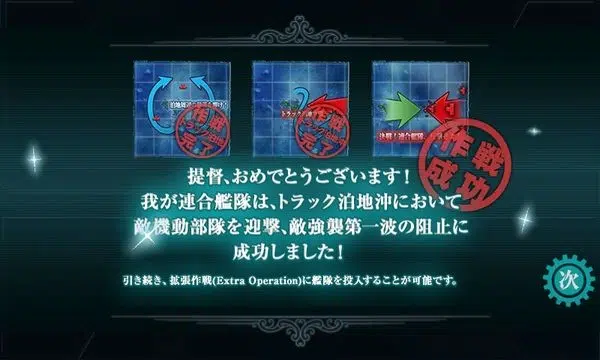 作戦
完了
作戦
完了
作戦
成功
提督、おめでとうございます!
我が連合艦隊は、トラック泊地沖において
敵機動部隊を迎撃、敵強襲第一波の阻止に
成功しました!
引き続き、拡張作戦(Extra Operation)に艦隊を投入することが可能です。
次